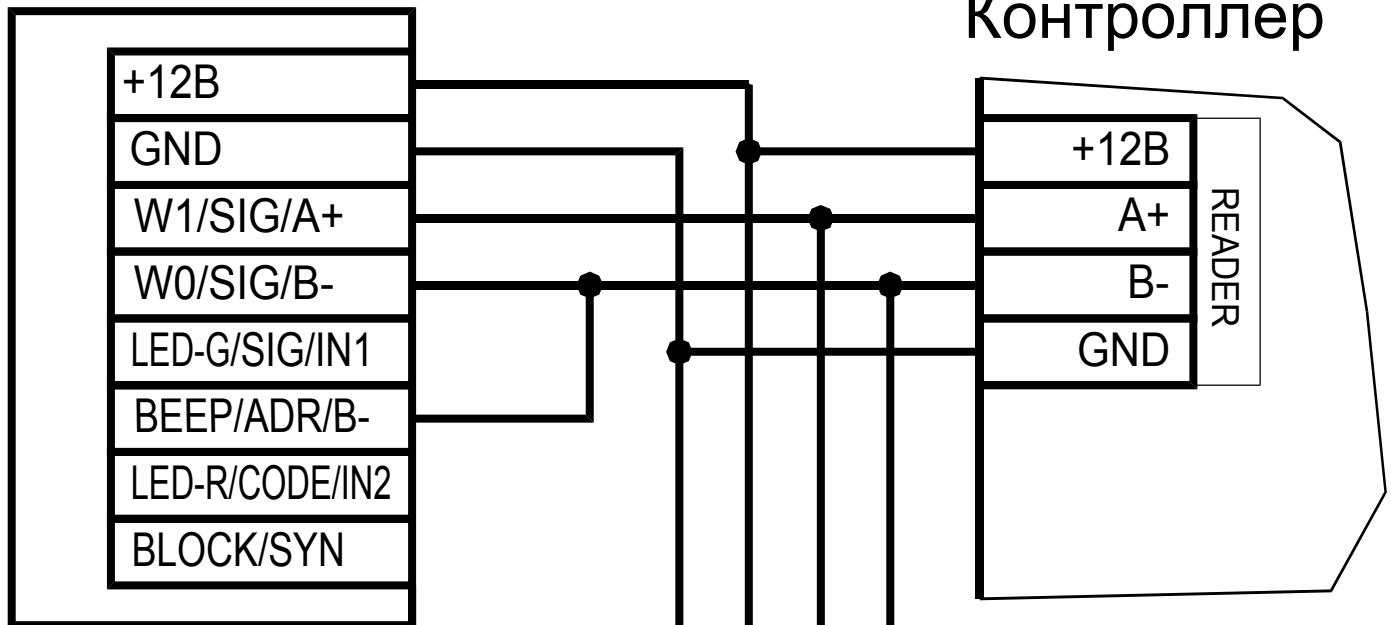 Контроллер
+12В
GND
W1/SIG/A+
W0/SIG/B-
LED-G/SIG/IN1
BEEP/ADR/B-
LED-R/CODE/IN2
BLOCK/SYN
+12В
A+
B-
GND
READER